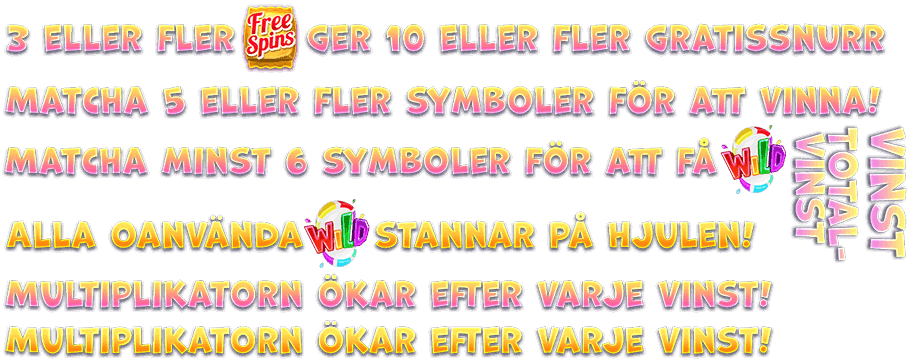 3 ELLER FLER Free Spins GER 10 ELLER FLER GRATISSNURR
MATCHA 5 ELLER FLER SYMBOLER FÖR ATT VINNA!
MATCHA MINST 6 SYMBOLER FÖR ATT FÅ WILD
ALLA OANVÄNDA WILD STANNAR PÅ HJULEN!
MULTIPLIKATORN ÖKAR EFTER VARJE VINST!
MULTIPLIKATORN ÖKAR EFTER VARJE VINST!
VINST
TOTAL-
VINST